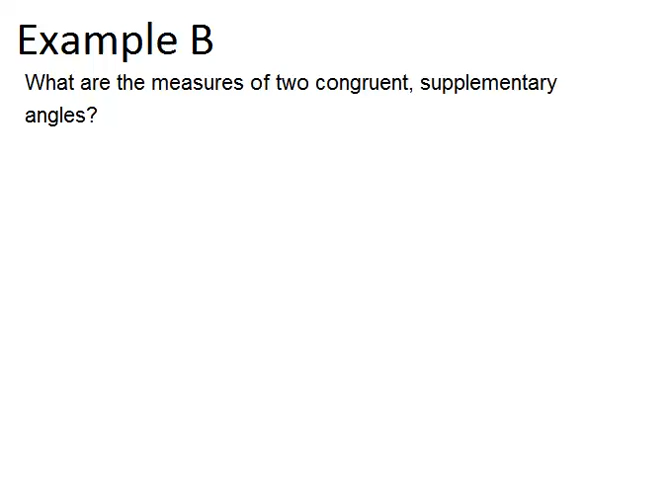 Example B
What are the measures of two congruent, supplementary
angles?